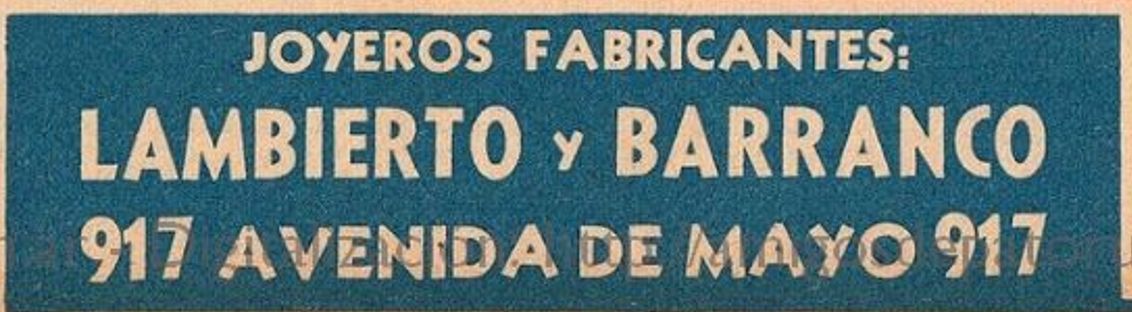 JOYEROS FABRICANTES:
LAMBIERTO y BARRANCO
917 AVENIDA DE MAYO 917